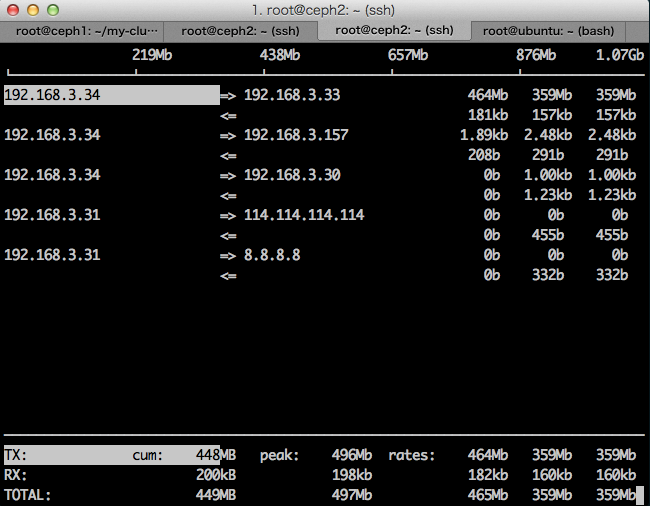 1. root@ceph2: ~ (ssh)
root@ceph1: ~/my-clu··· root@ceph2: ~ (ssh) root@ceph2: ~ (ssh) root@ubuntu: ~ (bash)
219Mb 438Mb 657Mb 876Mb 1.07Gb
192.168.3.34 => 192.168.3.33 464Mb 359Mb 359Mb
<= 181kb 157kb 157kb
192.168.3.34 => 192.168.3.157 1.89kb 2.48kb 2.48kb
<= 208b 291b 291b
192.168.3.34 => 192.168.3.30 0b 1.00kb 1.00kb
<= 0b 1.23kb 1.23kb
192.168.3.31 => 114.114.114.114 0b 0b 0b
<= 0b 455b 455b
192.168.3.31 => 8.8.8.8 0b 0b 0b
<= 0b 332b 332b
TX: cum: 448MB peak: 496Mb rates: 464Mb 359Mb 359Mb
RX: 200kB 198kb 182kb 160kb 160kb
TOTAL: 449MB 497Mb 465Mb 359Mb 359Mb